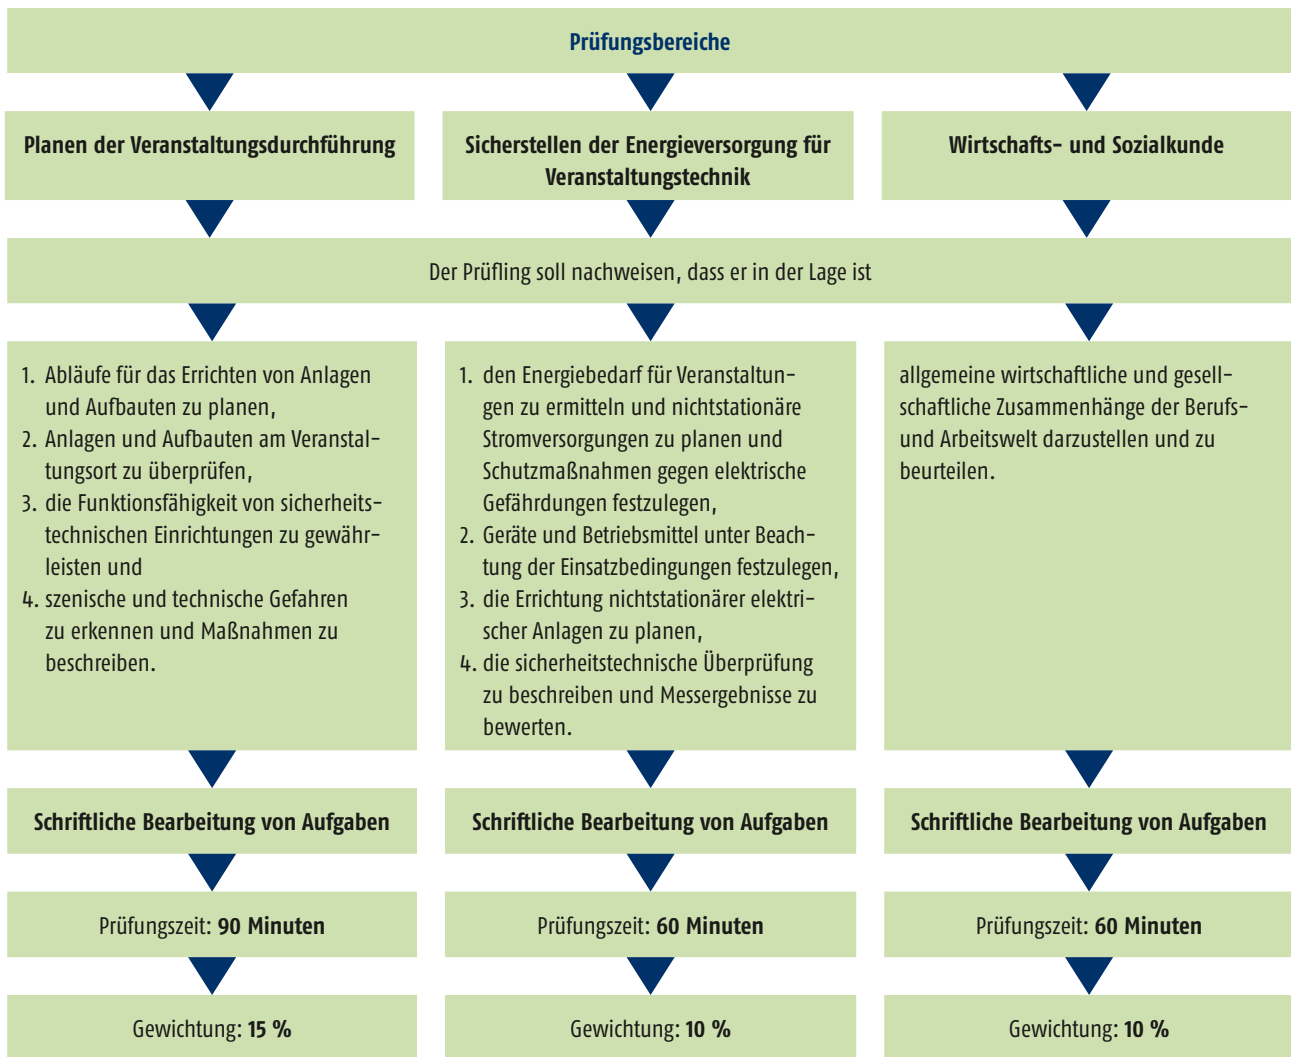 Prüfungsbereiche
Planen der Veranstaltungsdurchführung
Sicherstellen der Energieversorgung für
Veranstaltungstechnik
Wirtschafts- und Sozialkunde
Der Prüfling soll nachweisen, dass er in der Lage ist
1. Abläufe für das Errichten von Anlagen
und Aufbauten zu planen,
2. Anlagen und Aufbauten am Veranstal-
tungsort zu überprüfen,
3. die Funktionsfähigkeit von sicherheits-
technischen Einrichtungen zu gewähr-
leisten und
4. szenische und technische Gefahren
zu erkennen und Maßnahmen zu
beschreiben.
1. den Energiebedarf für Veranstaltun-
gen zu ermitteln und nichtstationäre
Stromversorgungen zu planen und
Schutzmaßnahmen gegen elektrische
Gefährdungen festzulegen,
2. Geräte und Betriebsmittel unter Beach-
tung der Einsatzbedingungen festzulegen,
3. die Errichtung nichtstationärer elektri-
scher Anlagen zu planen,
4. die sicherheitstechnische Überprüfung
zu beschreiben und Messergebnisse zu
bewerten.
allgemeine wirtschaftliche und gesell-
schaftliche Zusammenhänge der Berufs-
und Arbeitswelt darzustellen und zu
beurteilen.
Schriftliche Bearbeitung von Aufgaben
Schriftliche Bearbeitung von Aufgaben
Schriftliche Bearbeitung von Aufgaben
Prüfungszeit: 90 Minuten
Prüfungszeit: 60 Minuten
Prüfungszeit: 60 Minuten
Gewichtung: 15 %
Gewichtung: 10 %
Gewichtung: 10 %